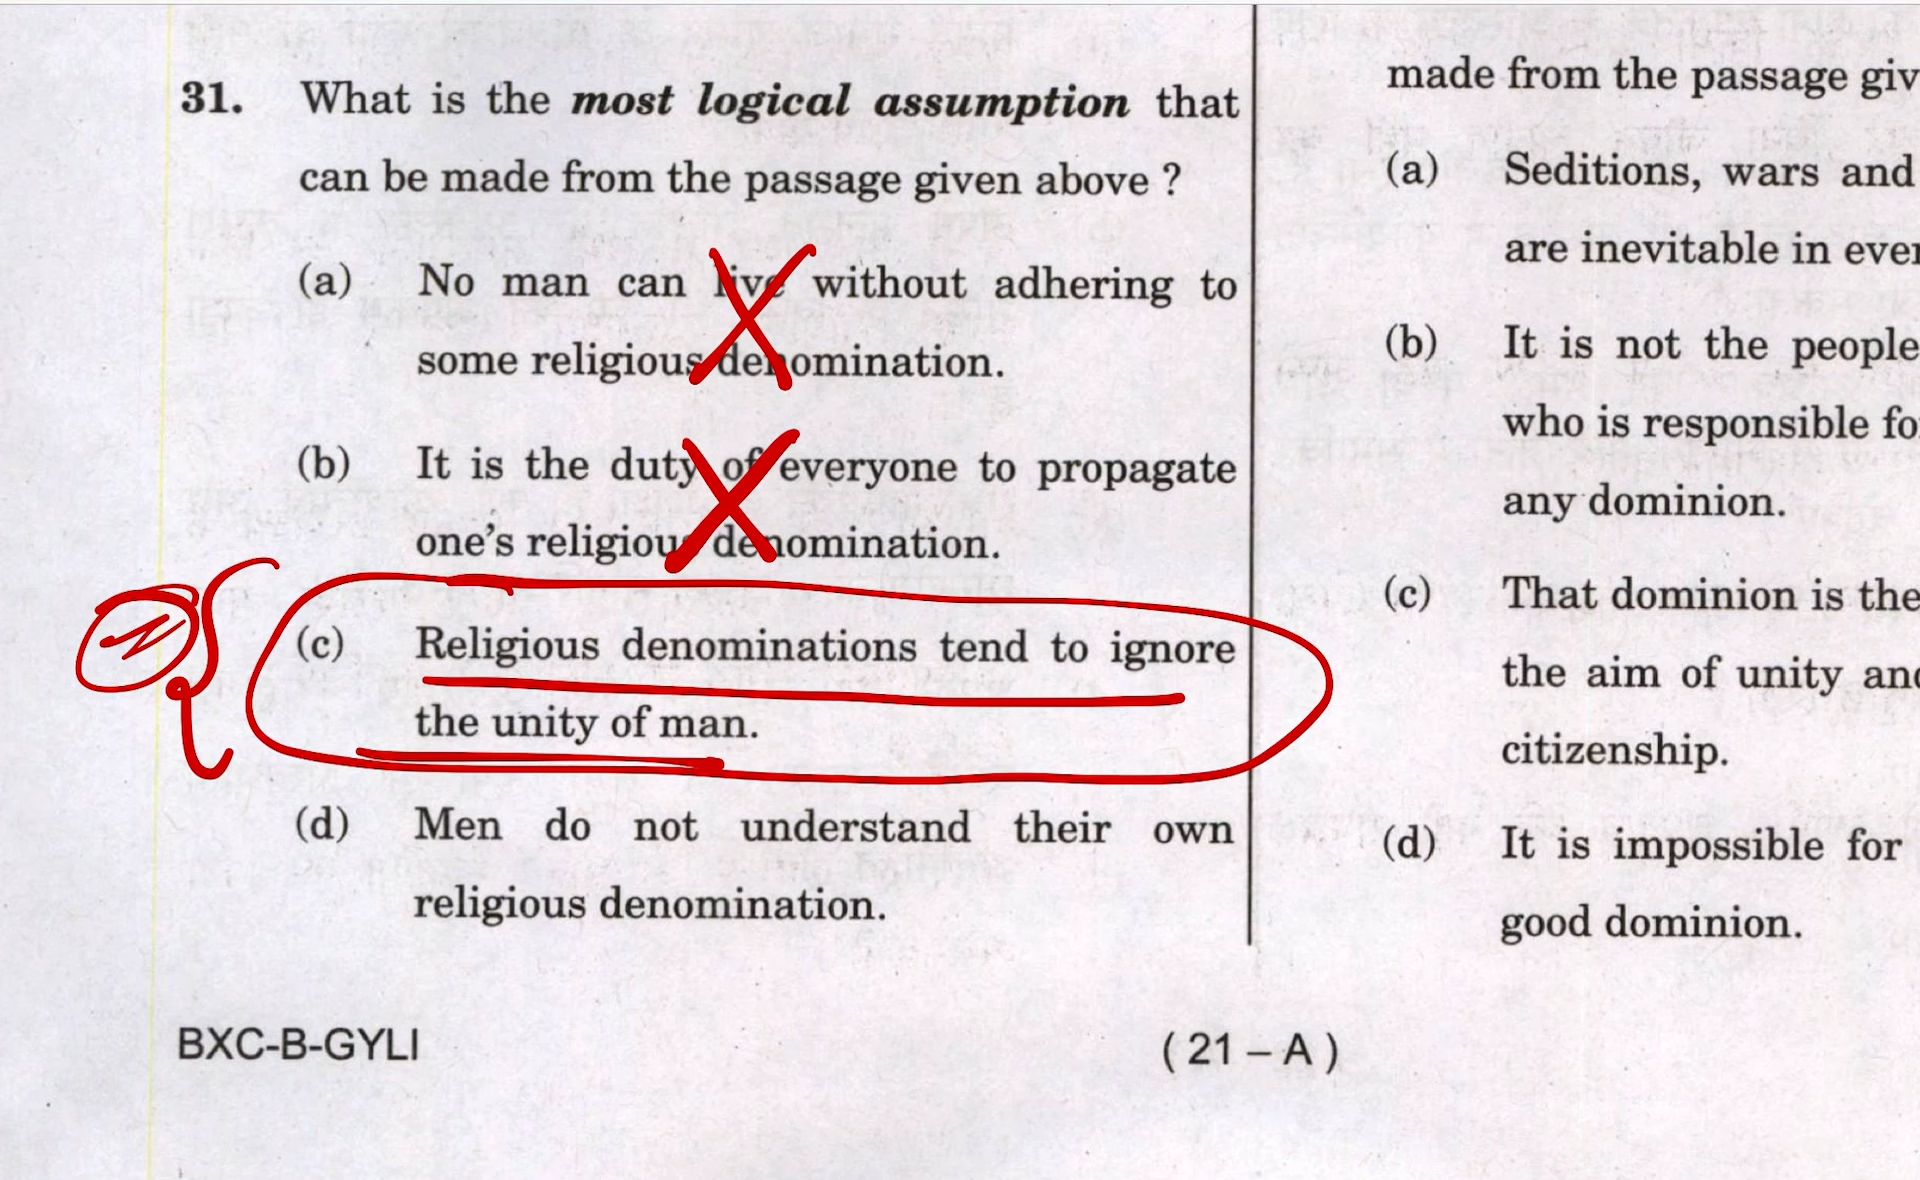 31. What is the most logical assumption that
can be made from the passage given above ?
(a) No man can live without adhering to
some religious denomination.
(b) It is the duty of everyone to propagate
one's religious denomination.
(c) Religious denominations tend to ignore
the unity of man.
(d) Men do not understand their own
religious denomination.
made from the passage giv
(a) Seditions, wars and
are inevitable in ever
(b) It is not the people
who is responsible fo
any dominion.
(c) That dominion is the
the aim of unity and
citizenship.
(d) It is impossible for
good dominion.
BXC-B-GYLI
( 21 – A )